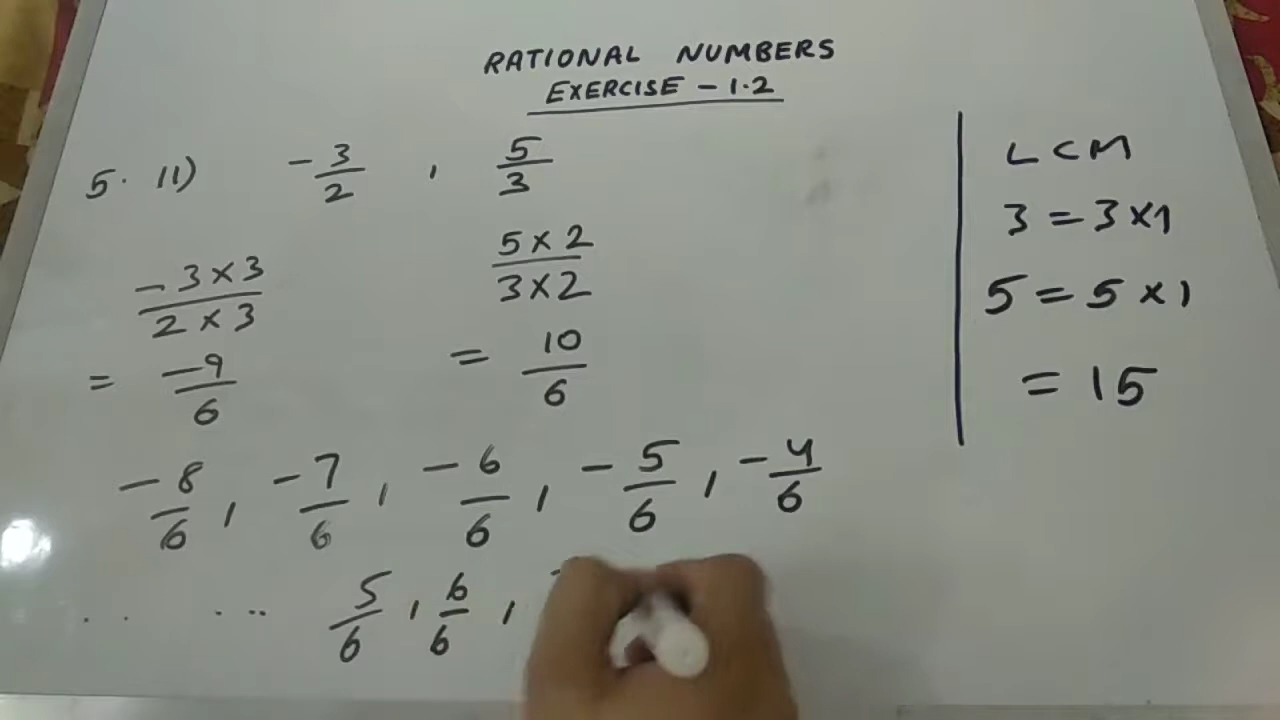 RATIONAL NUMBERS
EXERCISE - 1.2
5. 11) -3/2 , 5/3
-3×3/2×3
= -9/6
5×2/3×2
= 10/6
-8/6 , -7/6 , -6/6 , -5/6 , -4/6
.. ... 5/6 , 6/6 ,
LCM
3 = 3×1
5 = 5×1
= 15